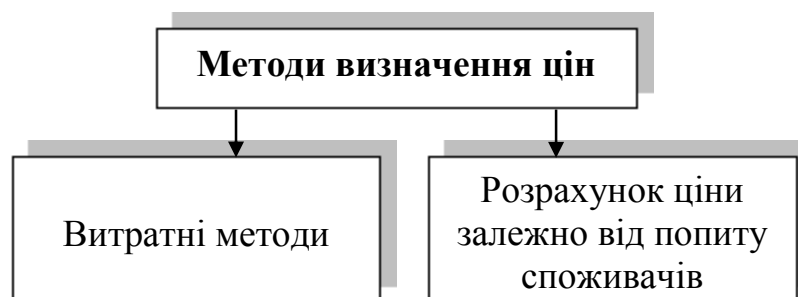 Методи визначення цін
Витратні методи
Розрахунок ціни
залежно від попиту
споживачів